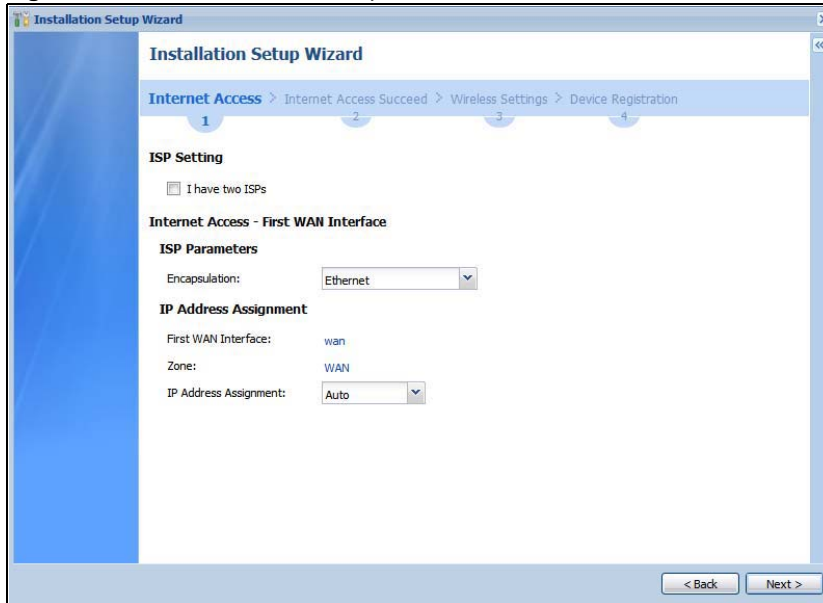 Installation Setup Wizard
Installation Setup Wizard
Internet Access > Internet Access Succeed > Wireless Settings > Device Registration
1 2 3 4
ISP Setting
I have two ISPs
Internet Access - First WAN Interface
ISP Parameters
Encapsulation: Ethernet
IP Address Assignment
First WAN Interface: wan
Zone: WAN
IP Address Assignment: Auto
< Back Next >